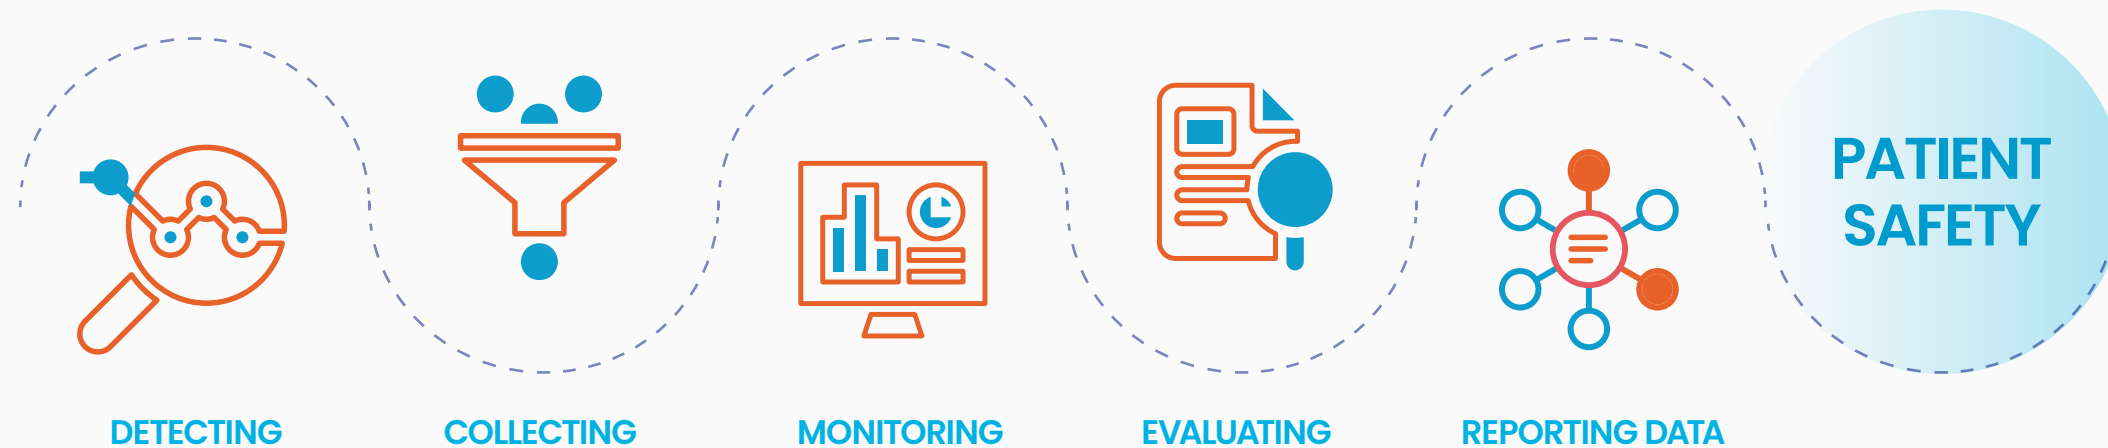 PATIENT
SAFETY
DETECTING
COLLECTING
MONITORING
EVALUATING
REPORTING DATA